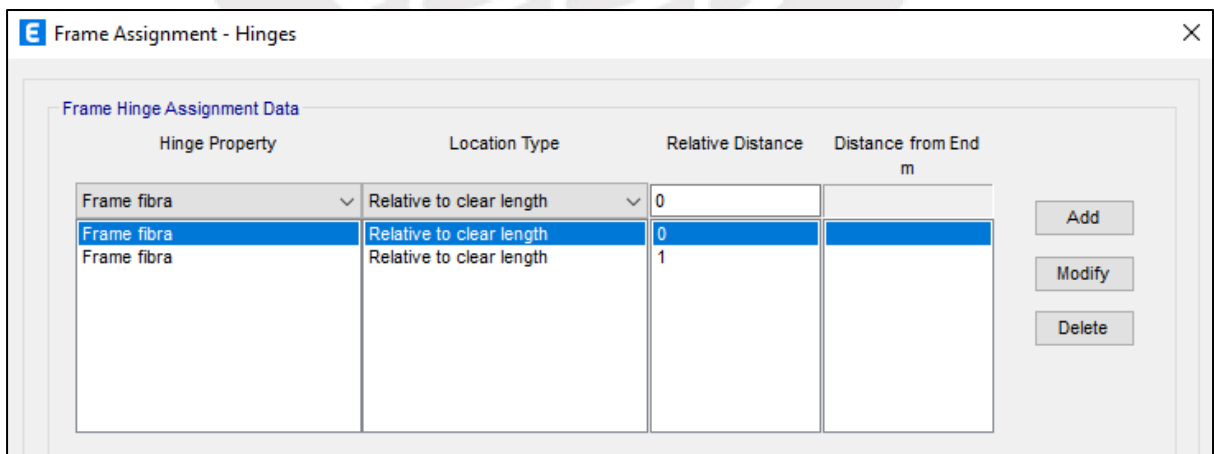 E Frame Assignment - Hinges
Frame Hinge Assignment Data
Hinge Property Location Type Relative Distance Distance from End
m
Frame fibra Relative to clear length 0
Frame fibra Relative to clear length 0
Frame fibra Relative to clear length 1
Add
Modify
Delete